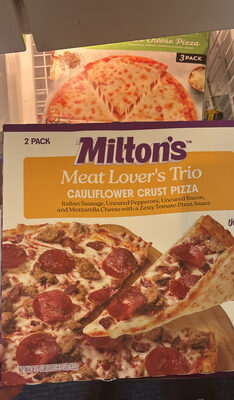 Cheese Pizza
3 PACK
2 PACK
Milton's™
Meat Lover's Trio
CAULIFLOWER CRUST PIZZA
Italian Sausage, Uncured Pepperoni, Uncured Bacon,
and Mozzarella Cheese with a Zesty Tomato Pizza Sauce